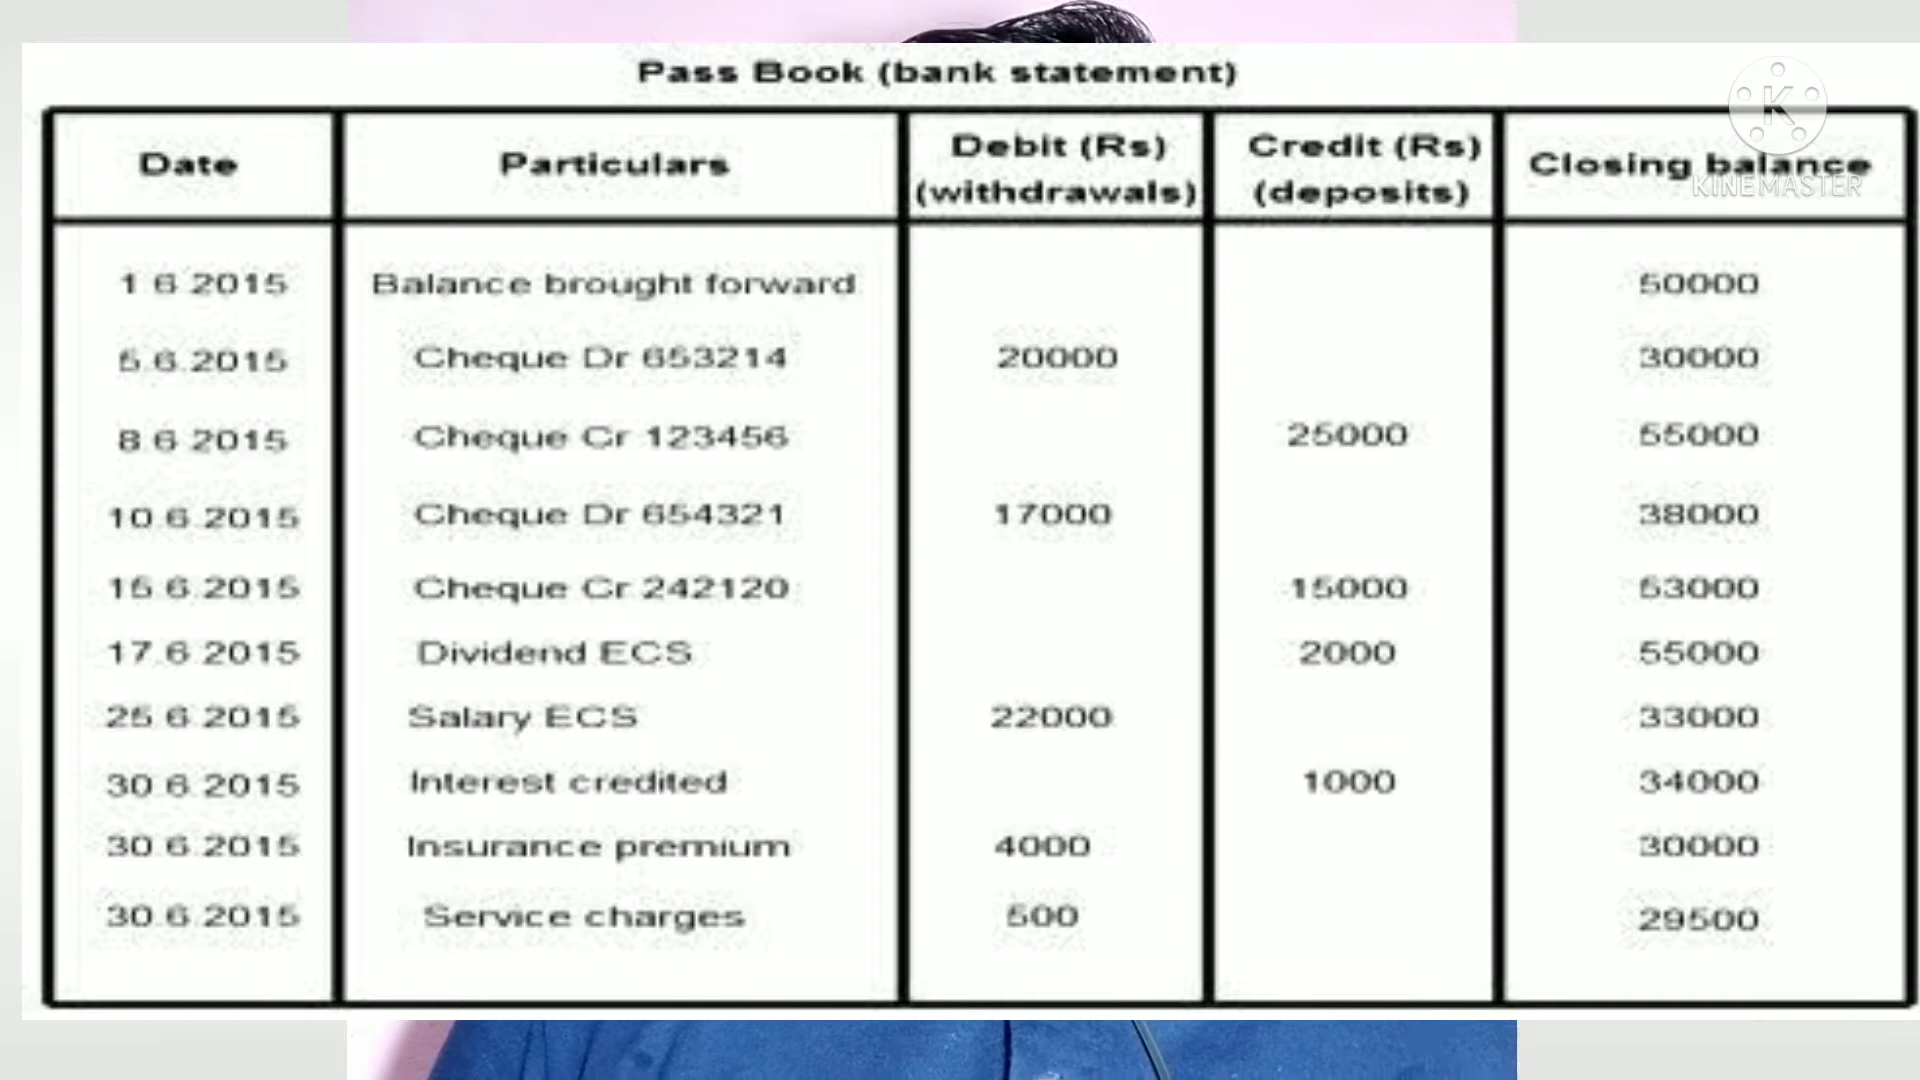 Pass Book (bank statement)
Date Particulars Debit (Rs) (withdrawals) Credit (Rs) (deposits) Closing balance
1 6 2015 Balance brought forward 50000
5.6.2015 Cheque Dr 653214 20000 30000
8 6 2015 Cheque Cr 123456 25000 55000
10.6.2015 Cheque Dr 654321 17000 38000
15 6 2015 Cheque Cr 242120 15000 53000
17 6 2015 Dividend ECS 2000 55000
25 6 2015 Salary ECS 22000 33000
30 6 2015 Interest credited 1000 34000
30 6.2015 Insurance premium 4000 30000
30.6.2015 Service charges 500 29500
K
KINEMASTER